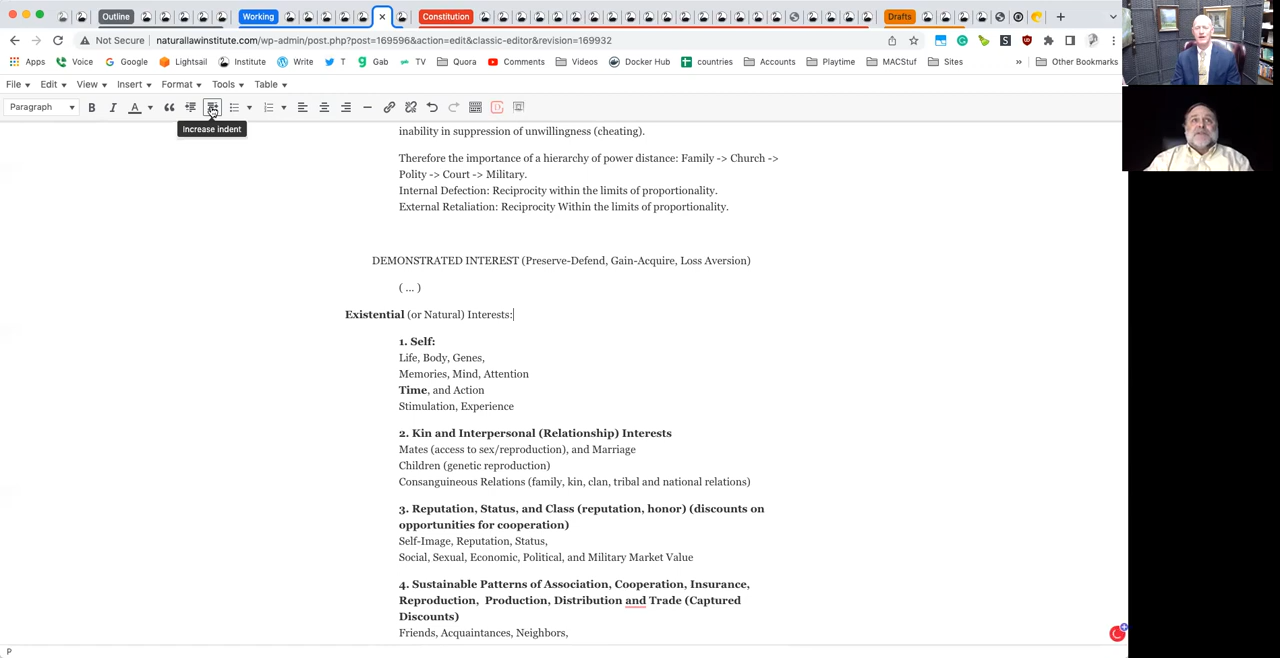 Outline
Working
Constitution
Drafts
Not Secure naturallawinstitute.com/wp-admin/post.php?post=169596&action=edit&classic-editor&revision=169932
Apps Voice Google Lightsail Institute Write T Gab TV Quora Comments Videos Docker Hub countries Accounts Playtime MACStuf Sites » Other Bookmarks
File Edit View Insert Format Tools Table
Paragraph B I A
Increase indent
inability in suppression of unwillingness (cheating).
Therefore the importance of a hierarchy of power distance: Family -> Church ->
Polity -> Court -> Military.
Internal Defection: Reciprocity within the limits of proportionality.
External Retaliation: Reciprocity Within the limits of proportionality.
DEMONSTRATED INTEREST (Preserve-Defend, Gain-Acquire, Loss Aversion)
( ... )
Existential (or Natural) Interests:
1. Self:
Life, Body, Genes,
Memories, Mind, Attention
Time, and Action
Stimulation, Experience
2. Kin and Interpersonal (Relationship) Interests
Mates (access to sex/reproduction), and Marriage
Children (genetic reproduction)
Consanguineous Relations (family, kin, clan, tribal and national relations)
3. Reputation, Status, and Class (reputation, honor) (discounts on
opportunities for cooperation)
Self-Image, Reputation, Status,
Social, Sexual, Economic, Political, and Military Market Value
4. Sustainable Patterns of Association, Cooperation, Insurance,
Reproduction, Production, Distribution and Trade (Captured
Discounts)
Friends, Acquaintances, Neighbors,
P